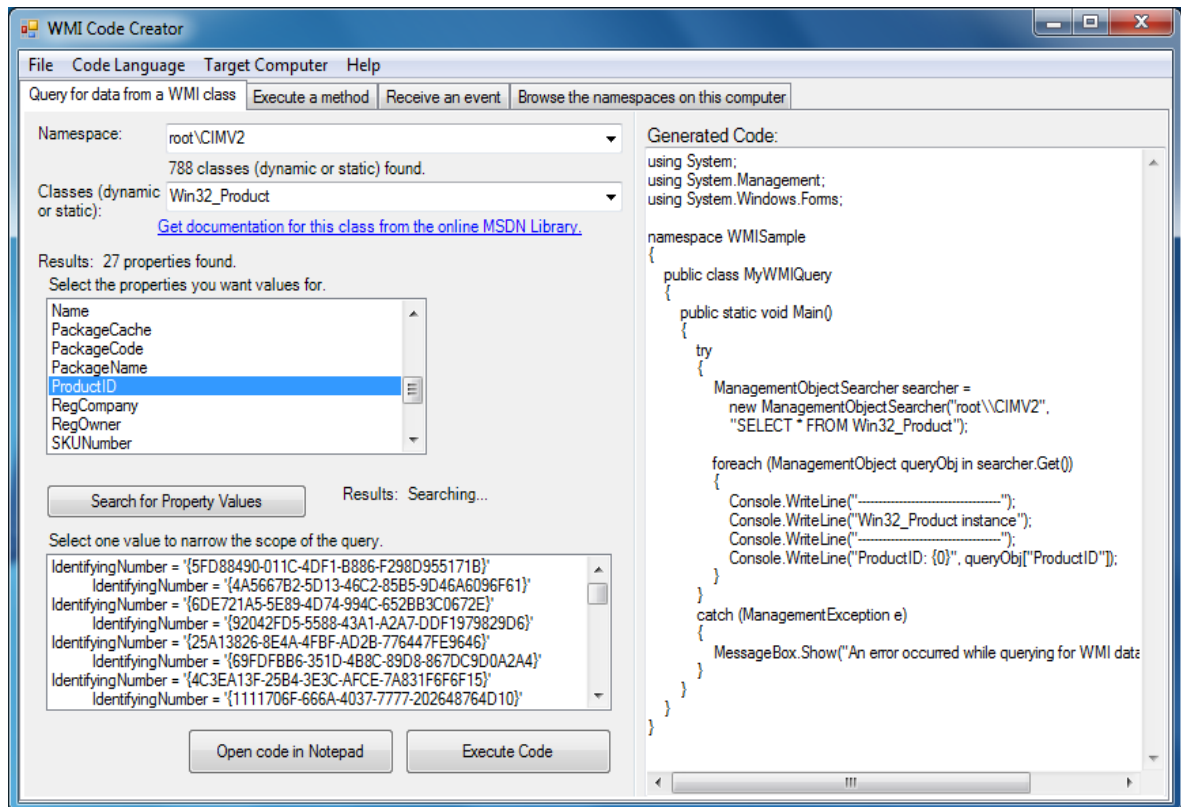 WMI Code Creator
File Code Language Target Computer Help
Query for data from a WMI class Execute a method Receive an event Browse the namespaces on this computer
Namespace: root\CIMV2
788 classes (dynamic or static) found.
Classes (dynamic or static): Win32_Product
Get documentation for this class from the online MSDN Library.
Results: 27 properties found.
Select the properties you want values for.
Name
PackageCache
PackageCode
PackageName
ProductID
RegCompany
RegOwner
SKUNumber
Search for Property Values Results: Searching...
Select one value to narrow the scope of the query.
IdentifyingNumber = '{5FD88490-011C-4DF1-B886-F298D955171B}'
IdentifyingNumber = '{4A5667B2-5D13-46C2-85B5-9D46A6096F61}'
IdentifyingNumber = '{6DE721A5-5E89-4D74-994C-652BB3C0672E}'
IdentifyingNumber = '{92042FD5-5588-43A1-A2A7-DDF1979829D6}'
IdentifyingNumber = '{25A13826-8E4A-4FBF-AD2B-776447FE9646}'
IdentifyingNumber = '{69FDFBB6-351D-4B8C-89D8-867DC9D0A2A4}'
IdentifyingNumber = '{4C3EA13F-25B4-3E3C-AFCE-7A831F6F6F15}'
IdentifyingNumber = '{1111706F-666A-4037-7777-202648764D10}'
Open code in Notepad Execute Code
Generated Code:
using System;
using System.Management;
using System.Windows.Forms;
namespace WMISample
{
public class MyWMIQuery
{
public static void Main()
{
try
{
ManagementObjectSearcher searcher =
new ManagementObjectSearcher("root\\CIMV2",
"SELECT * FROM Win32_Product");
foreach (ManagementObject queryObj in searcher.Get())
{
Console.WriteLine("-----------------------------------");
Console.WriteLine("Win32_Product instance");
Console.WriteLine("-----------------------------------");
Console.WriteLine("ProductID: {0}", queryObj["ProductID"]);
}
}
catch (ManagementException e)
{
MessageBox.Show("An error occurred while querying for WMI data
}
}
}
}